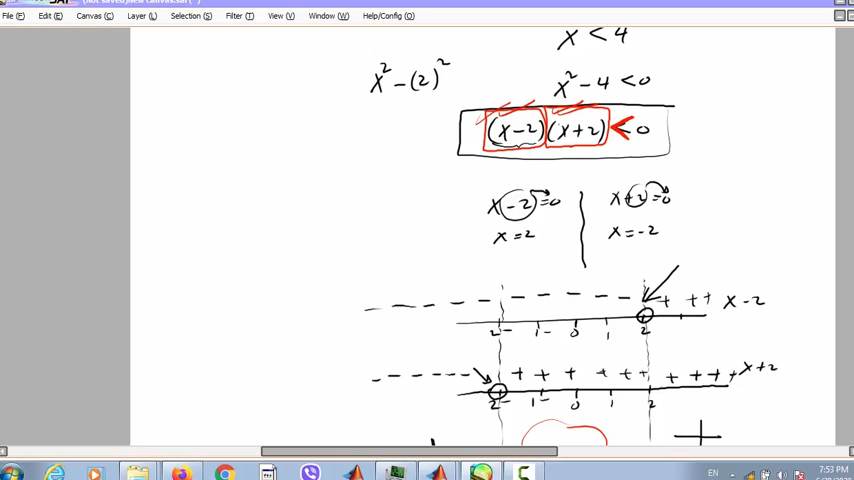 File (F) Edit (E) Canvas (C) Layer (L) Selection (S) Filter (T) View (V) Window (W) Help/Config (O)
x < 4
x² - (2)²
x² - 4 < 0
(x-2) (x+2) < 0
x - 2 = 0 x + 2 = 0
x = 2 x = -2
- - - - - - - - - - - + + + x - 2
2- 1- 0 1 2
- - - - - - - + + + + + + + + + + x+2
2- 1- 0 1 2
EN 7:53 PM